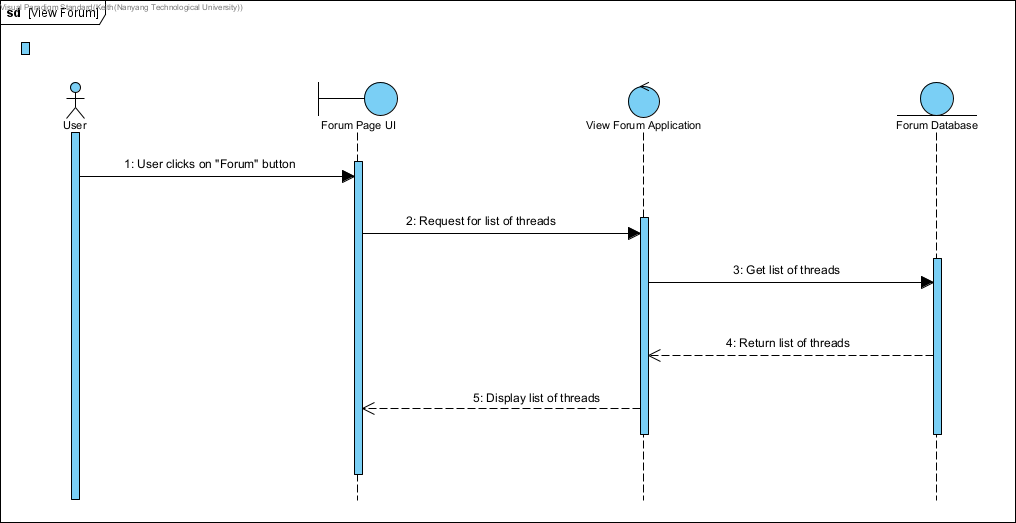 Visual Paradigm Standard(Keith(Nanyang Technological University))
sd [View Forum]
User
Forum Page UI
View Forum Application
Forum Database
1: User clicks on "Forum" button
2: Request for list of threads
3: Get list of threads
4: Return list of threads
5: Display list of threads